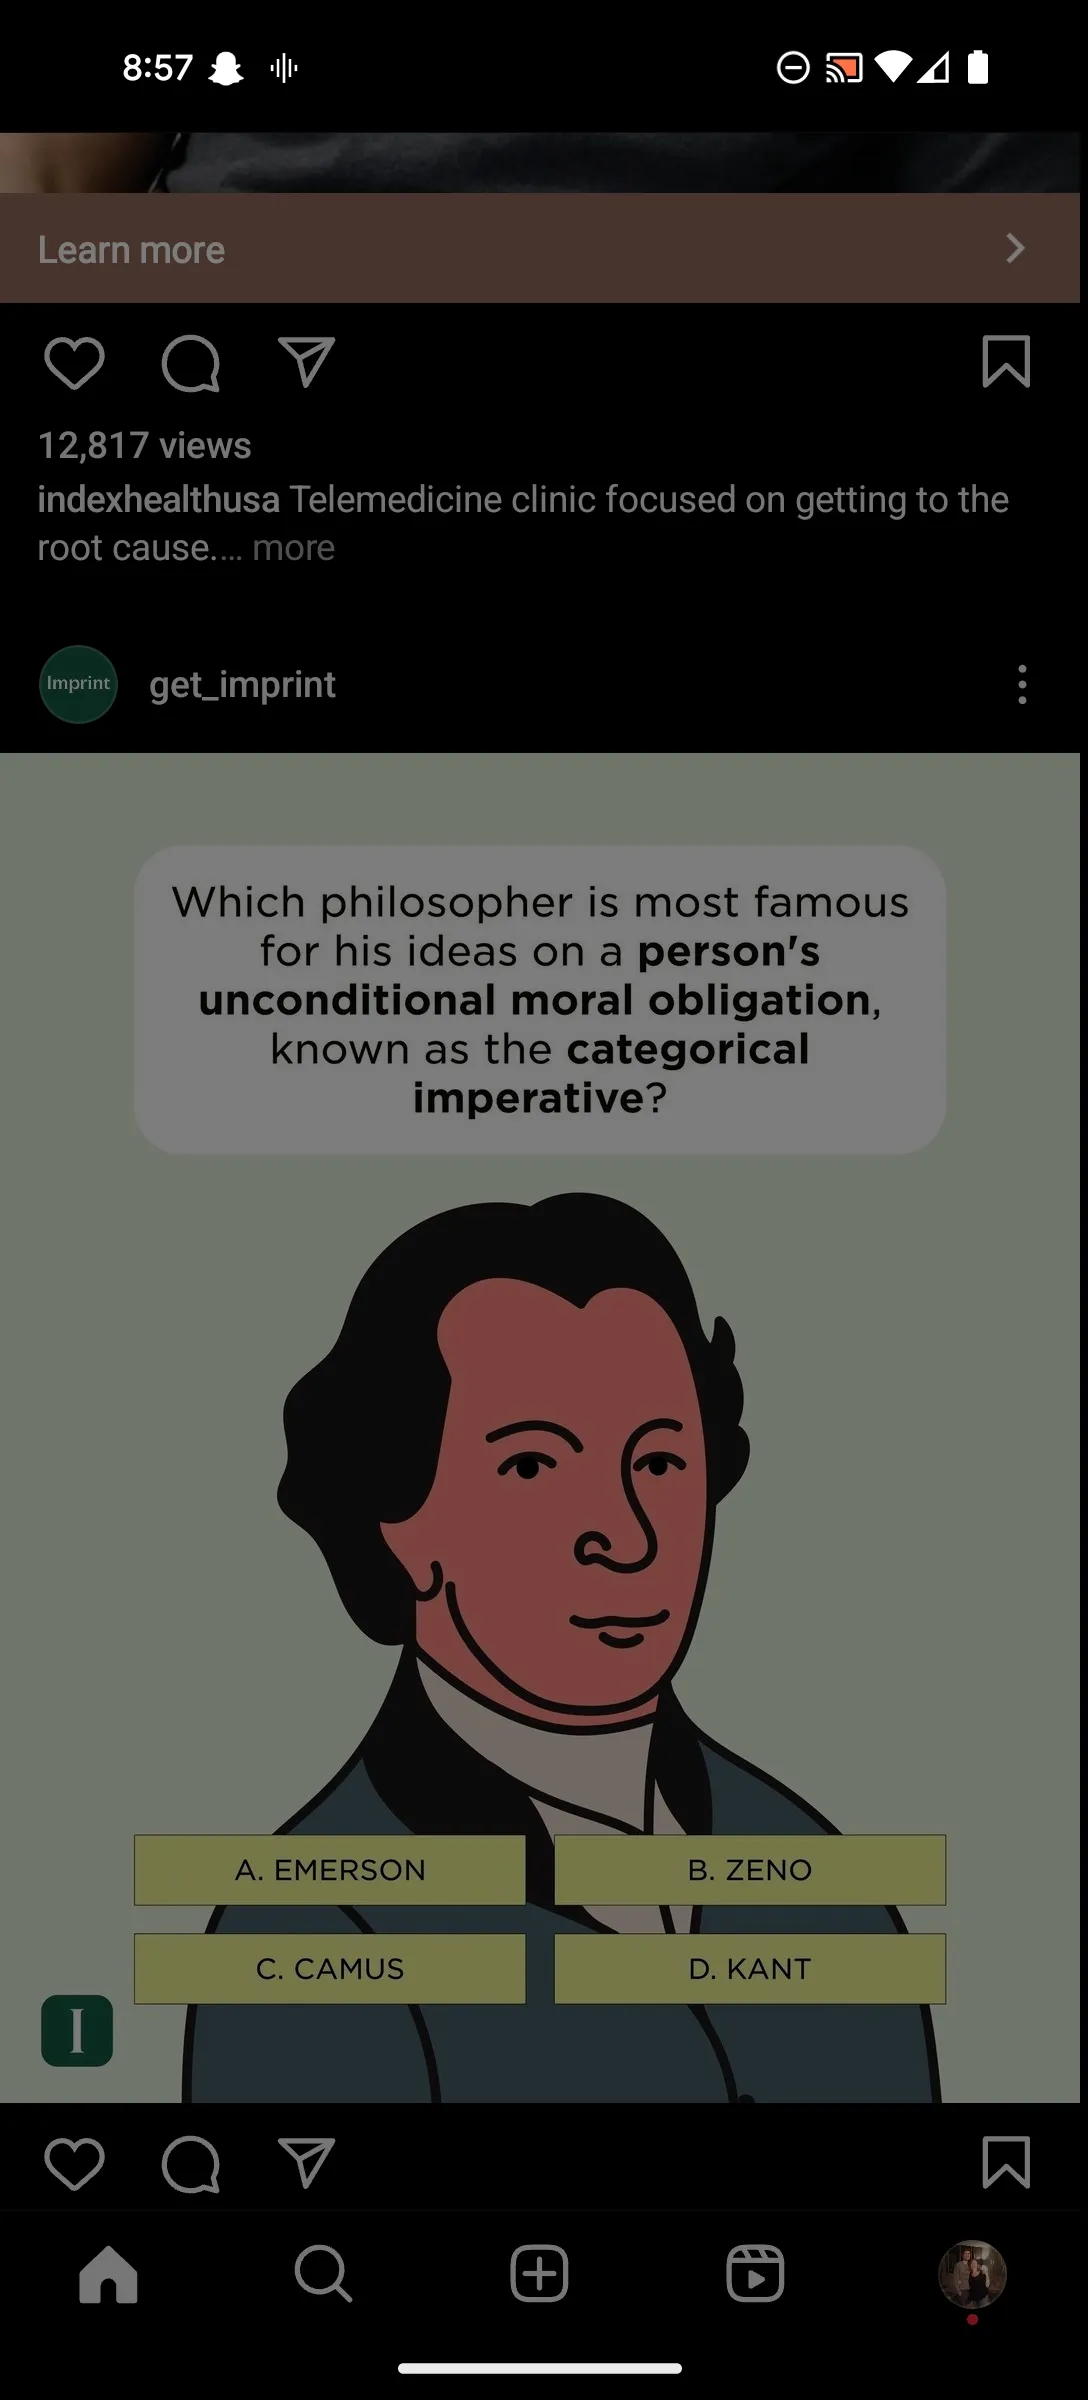 8:57
Learn more
12,817 views
indexhealthusa Telemedicine clinic focused on getting to the
root cause.... more
Imprint
get_imprint
Which philosopher is most famous
for his ideas on a person's
unconditional moral obligation,
known as the categorical
imperative?
A. EMERSON
B. ZENO
C. CAMUS
D. KANT
I